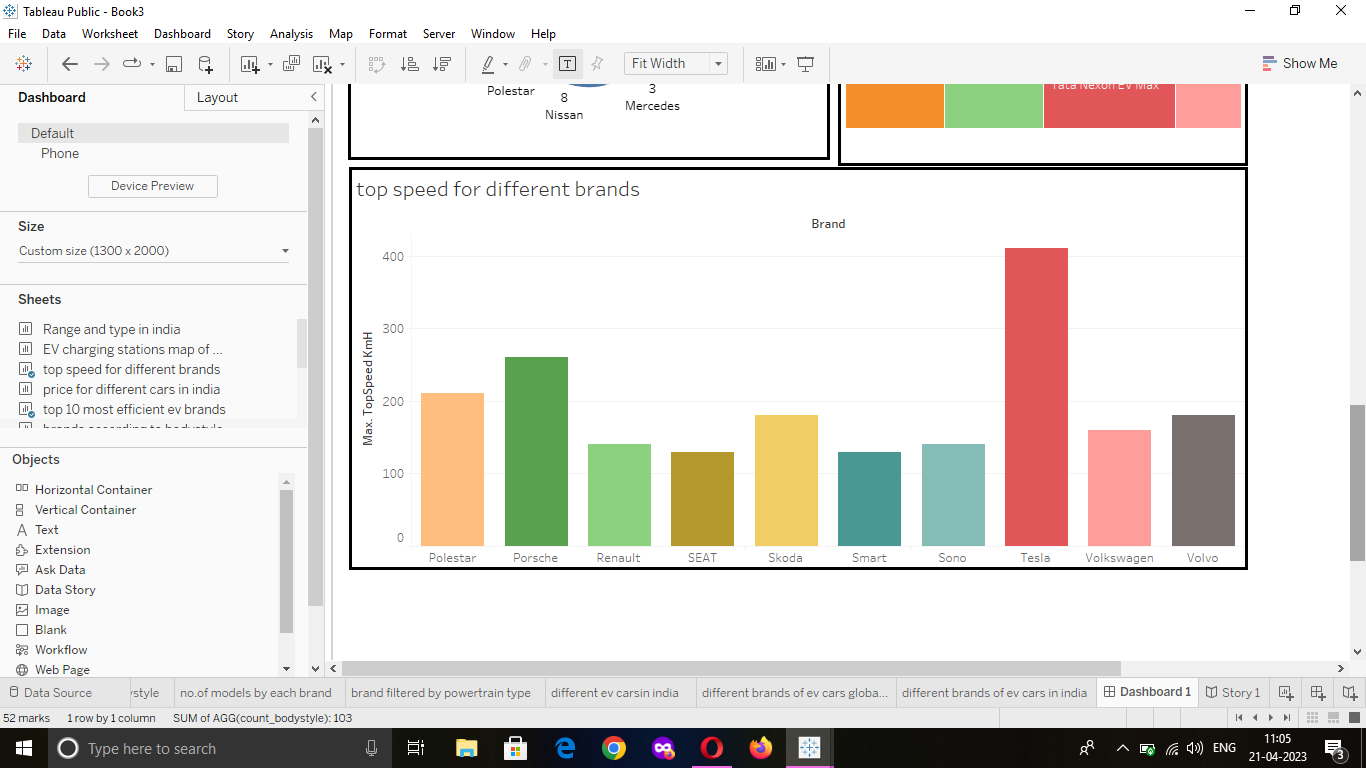 Tableau Public - Book3
File Data Worksheet Dashboard Story Analysis Map Format Server Window Help
Fit Width
Show Me
Dashboard
Layout
Default
Phone
Device Preview
Size
Custom size (1300 x 2000)
Sheets
Range and type in india
EV charging stations map of ...
top speed for different brands
price for different cars in india
top 10 most efficient ev brands
brands according to bodystyle
Objects
Horizontal Container
Vertical Container
Text
Extension
Ask Data
Data Story
Image
Blank
Workflow
Web Page
Polestar
8
Nissan
3
Mercedes
Tata Nexon EV Max
top speed for different brands
Brand
Max. TopSpeed KmH
400
300
200
100
0
Polestar Porsche Renault SEAT Skoda Smart Sono Tesla Volkswagen Volvo
Data Source ystyle no.of models by each brand brand filtered by powertrain type different ev carsin india different brands of ev cars globa... different brands of ev cars in india Dashboard 1 Story 1
52 marks 1 row by 1 column SUM of AGG(count_bodystyle): 103
Type here to search
ENG
11:05
21-04-2023
3